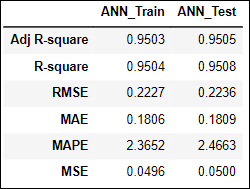 ANN_Train ANN_Test
Adj R-square 0.9503 0.9505
R-square 0.9504 0.9508
RMSE 0.2227 0.2236
MAE 0.1806 0.1809
MAPE 2.3652 2.4663
MSE 0.0496 0.0500